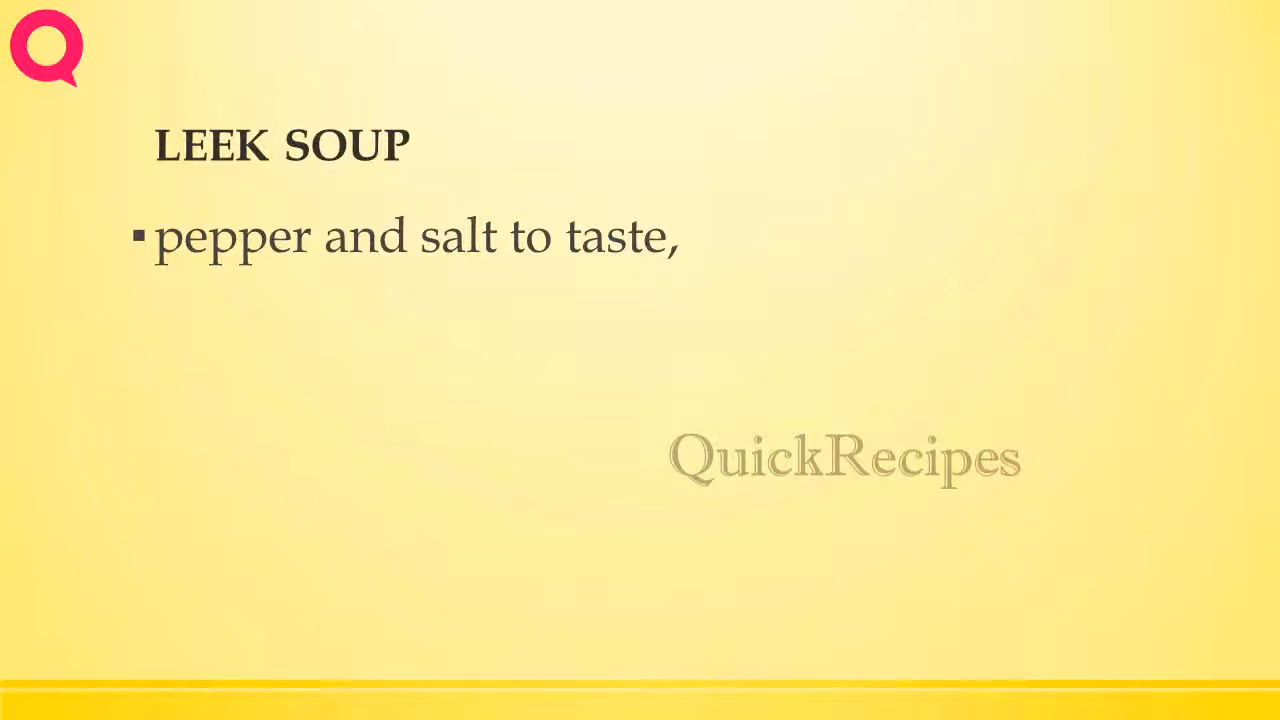 LEEK SOUP
▪ pepper and salt to taste,
QuickRecipes